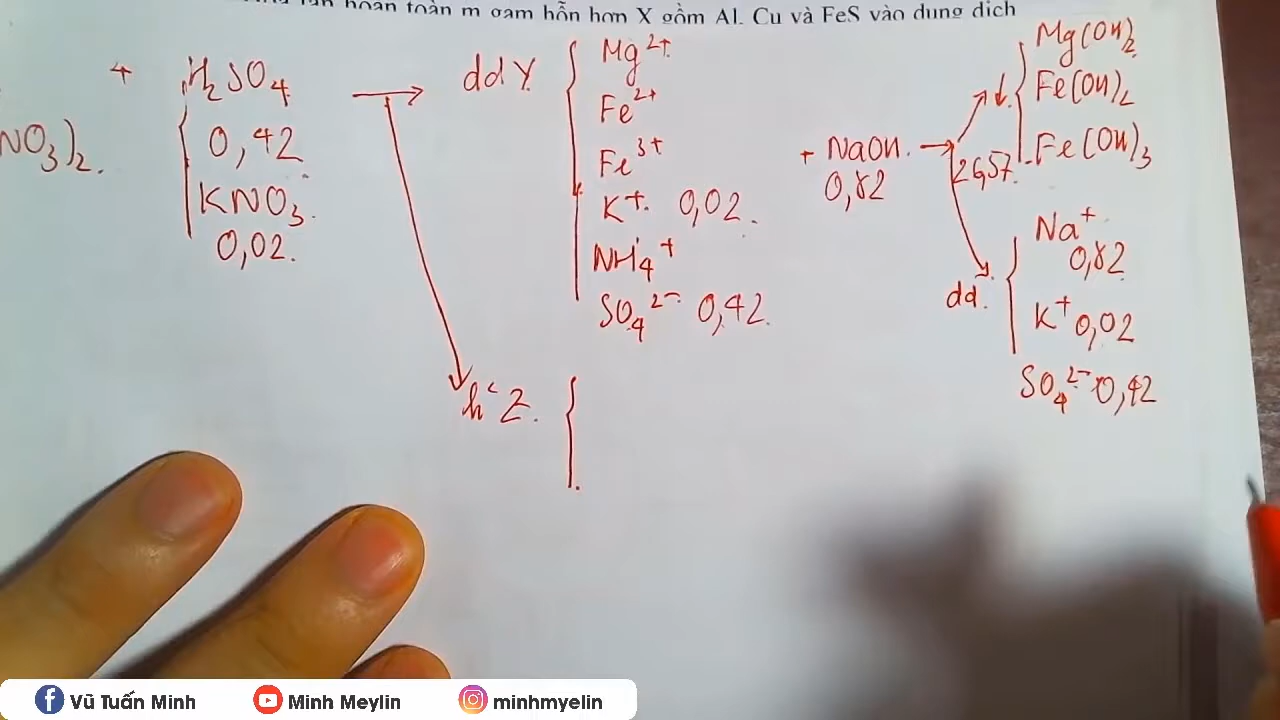 hoàn toàn m gam hỗn hợp X gồm Al, Cu và FeS vào dung dịch
NO₃)₂.
+ H₂SO₄
0,42
KNO₃.
0,02.
ddY
Mg²⁺
Fe²⁺
Fe³⁺
K⁺. 0,02.
NH₄⁺
SO₄²⁻ 0,42.
+ NaOH.
0,82
↓
26,57.
Mg(OH)₂
Fe(OH)₂
Fe(OH)₃
dd.
Na⁺
0,82
K⁺ 0,02
SO₄²⁻ 0,42
Z.
Vũ Tuấn Minh
Minh Meylin
minhmyelin